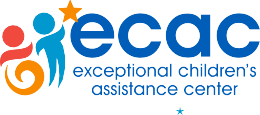 ecac
exceptional children's
assistance center